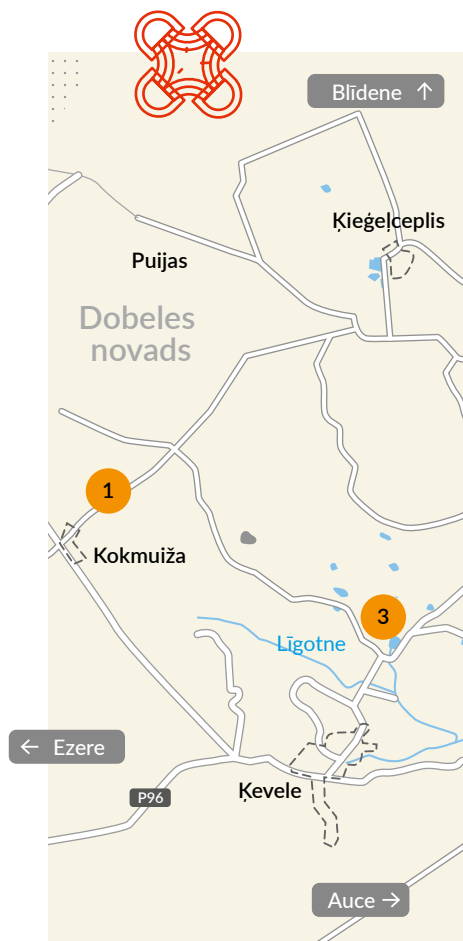 Blīdene ↑
Ķieģeļceplis
Puijas
Dobeles
novads
1
Kokmuiža
3
Līgotne
← Ezere
Ķevele
P96
Auce →